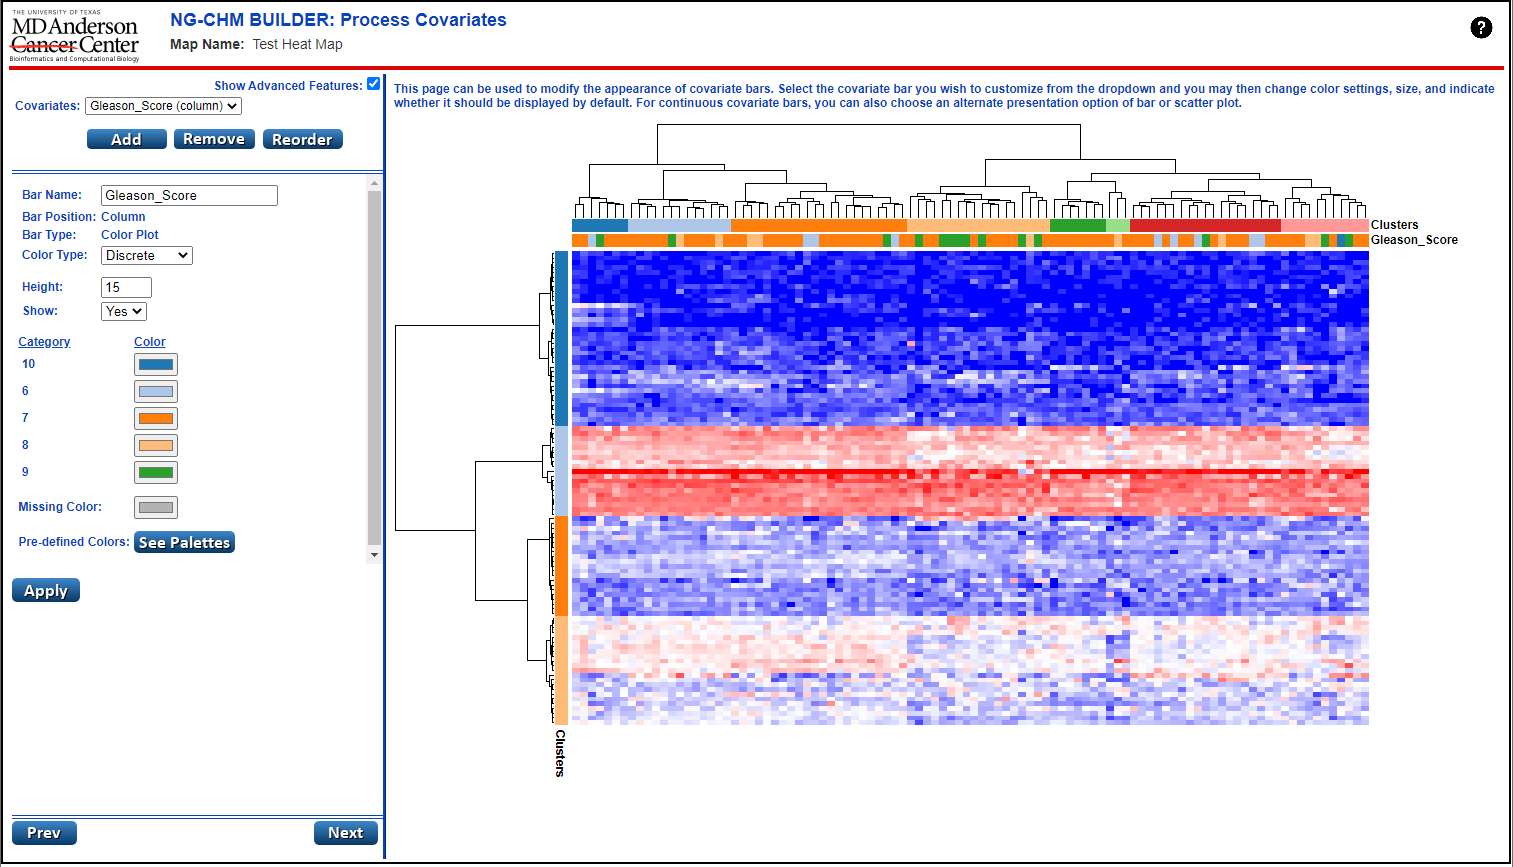 THE UNIVERSITY OF TEXAS
MD Anderson
Cancer Center
Bioinformatics and Computational Biology
NG-CHM BUILDER: Process Covariates
Map Name: Test Heat Map
?
Show Advanced Features:
Covariates: Gleason_Score (column)
Add Remove Reorder
Bar Name: Gleason_Score
Bar Position: Column
Bar Type: Color Plot
Color Type: Discrete
Height: 15
Show: Yes
Category Color
10
6
7
8
9
Missing Color:
Pre-defined Colors: See Palettes
Apply
Prev Next
This page can be used to modify the appearance of covariate bars. Select the covariate bar you wish to customize from the dropdown and you may then change color settings, size, and indicate
whether it should be displayed by default. For continuous covariate bars, you can also choose an alternate presentation option of bar or scatter plot.
Clusters
Gleason_Score
Clusters